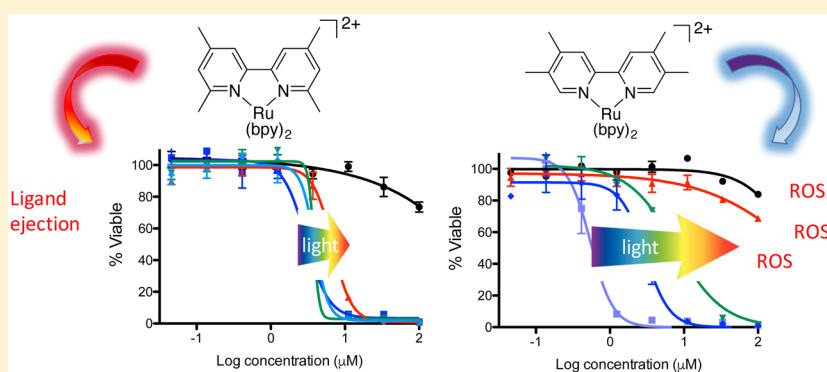 ]2+
N N
Ru
(bpy)2
]2+
N N
Ru
(bpy)2
Ligand
ejection
% Viable
100
80
60
40
20
0
light
-1 0 1 2
Log concentration (μM)
% Viable
100
80
60
40
20
0
light
ROS
ROS
ROS
-1 0 1 2
Log concentration (μM)